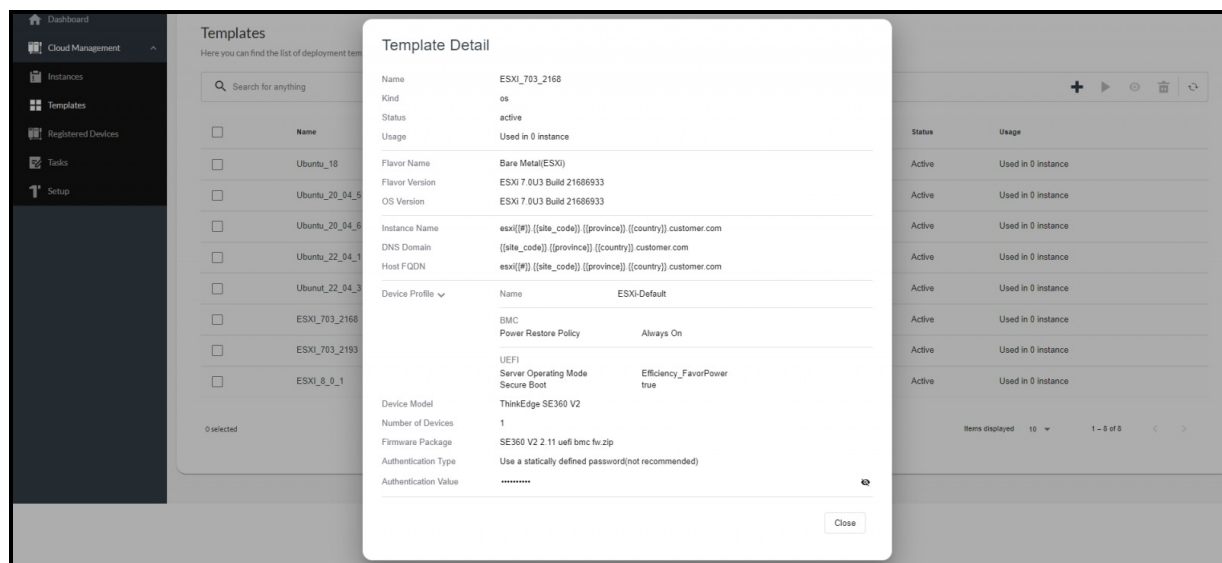 Dashboard
Cloud Management
Instances
Templates
Registered Devices
Tasks
Setup
Templates
Here you can find the list of deployment tem
Search for anything
Name
Status
Usage
Ubuntu_18
Active
Used in 0 instance
Ubuntu_20_04_5
Active
Used in 0 instance
Ubuntu_20_04_6
Active
Used in 0 instance
Ubuntu_22_04_1
Active
Used in 0 instance
Ubunut_22_04_3
Active
Used in 0 instance
ESXI_703_2168
Active
Used in 0 instance
ESXI_703_2193
Active
Used in 0 instance
ESXI_8_0_1
Active
Used in 0 instance
0 selected
Items displayed 10
1 – 8 of 8
Template Detail
Name ESXI_703_2168
Kind os
Status active
Usage Used in 0 instance
Flavor Name Bare Metal(ESXi)
Flavor Version ESXi 7.0U3 Build 21686933
OS Version ESXi 7.0U3 Build 21686933
Instance Name esxi{{#}}.{{site_code}}.{{province}}.{{country}}.customer.com
DNS Domain {{site_code}}.{{province}}.{{country}}.customer.com
Host FQDN esxi{{#}}.{{site_code}}.{{province}}.{{country}}.customer.com
Device Profile Name ESXi-Default
BMC
Power Restore Policy Always On
UEFI
Server Operating Mode Efficiency_FavorPower
Secure Boot true
Device Model ThinkEdge SE360 V2
Number of Devices 1
Firmware Package SE360 V2 2.11 uefi bmc fw.zip
Authentication Type Use a statically defined password(not recommended)
Authentication Value ••••••••••
Close